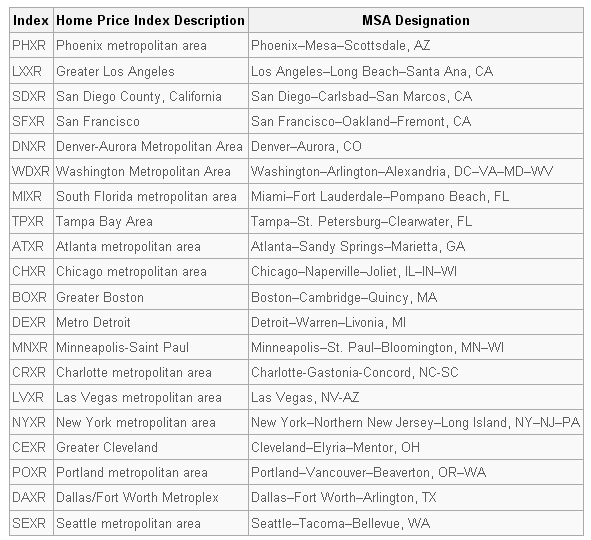 Index Home Price Index Description MSA Designation
PHXR Phoenix metropolitan area Phoenix–Mesa–Scottsdale, AZ
LXXR Greater Los Angeles Los Angeles–Long Beach–Santa Ana, CA
SDXR San Diego County, California San Diego–Carlsbad–San Marcos, CA
SFXR San Francisco San Francisco–Oakland–Fremont, CA
DNXR Denver-Aurora Metropolitan Area Denver–Aurora, CO
WDXR Washington Metropolitan Area Washington–Arlington–Alexandria, DC–VA–MD–WV
MIXR South Florida metropolitan area Miami–Fort Lauderdale–Pompano Beach, FL
TPXR Tampa Bay Area Tampa–St. Petersburg–Clearwater, FL
ATXR Atlanta metropolitan area Atlanta–Sandy Springs–Marietta, GA
CHXR Chicago metropolitan area Chicago–Naperville–Joliet, IL–IN–WI
BOXR Greater Boston Boston–Cambridge–Quincy, MA
DEXR Metro Detroit Detroit–Warren–Livonia, MI
MNXR Minneapolis-Saint Paul Minneapolis–St. Paul–Bloomington, MN–WI
CRXR Charlotte metropolitan area Charlotte-Gastonia-Concord, NC-SC
LVXR Las Vegas metropolitan area Las Vegas, NV-AZ
NYXR New York metropolitan area New York–Northern New Jersey–Long Island, NY–NJ–PA
CEXR Greater Cleveland Cleveland–Elyria–Mentor, OH
POXR Portland metropolitan area Portland–Vancouver–Beaverton, OR–WA
DAXR Dallas/Fort Worth Metroplex Dallas–Fort Worth–Arlington, TX
SEXR Seattle metropolitan area Seattle–Tacoma–Bellevue, WA